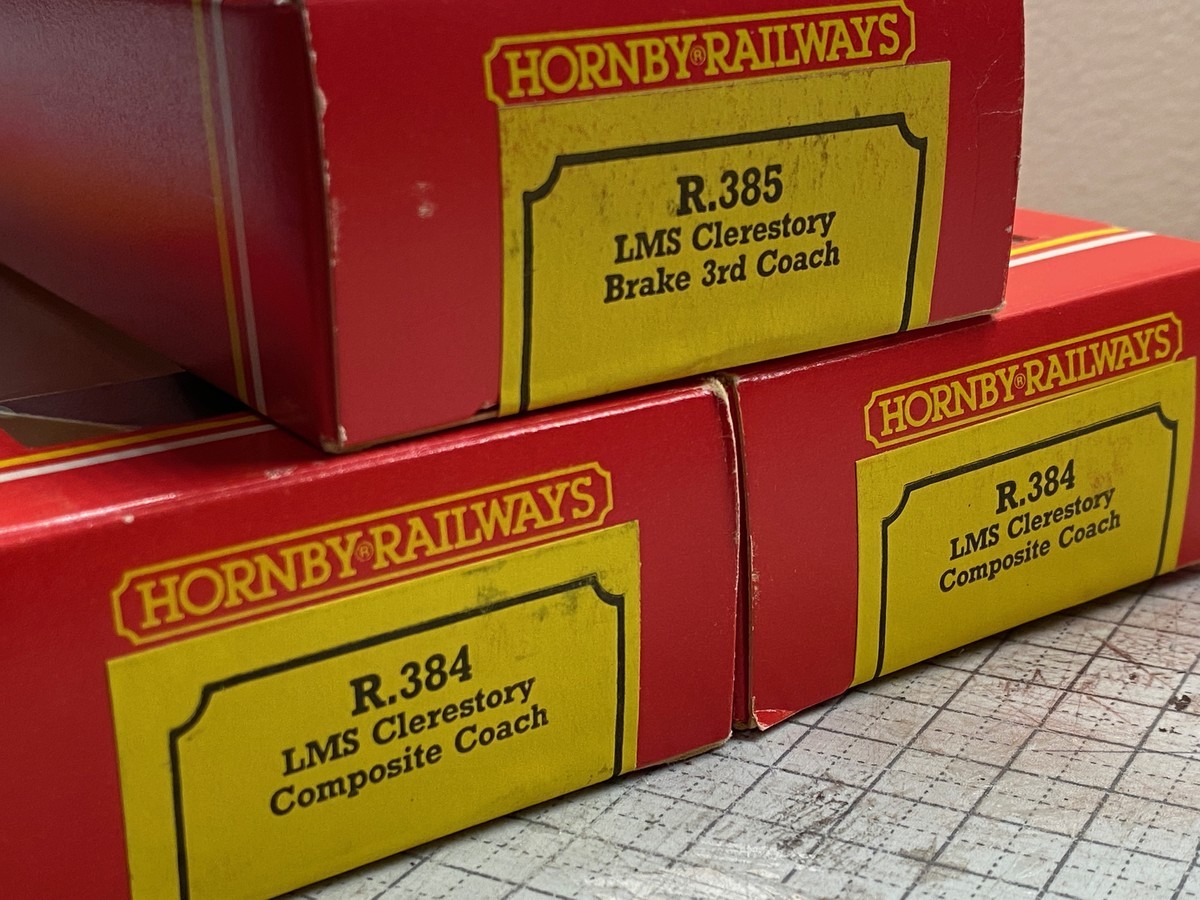 HORNBY®RAILWAYS
R.385
LMS Clerestory
Brake 3rd Coach
HORNBY®RAILWAYS
R.384
LMS Clerestory
Composite Coach
HORNBY®RAILWAYS
R.384
LMS Clerestory
Composite Coach